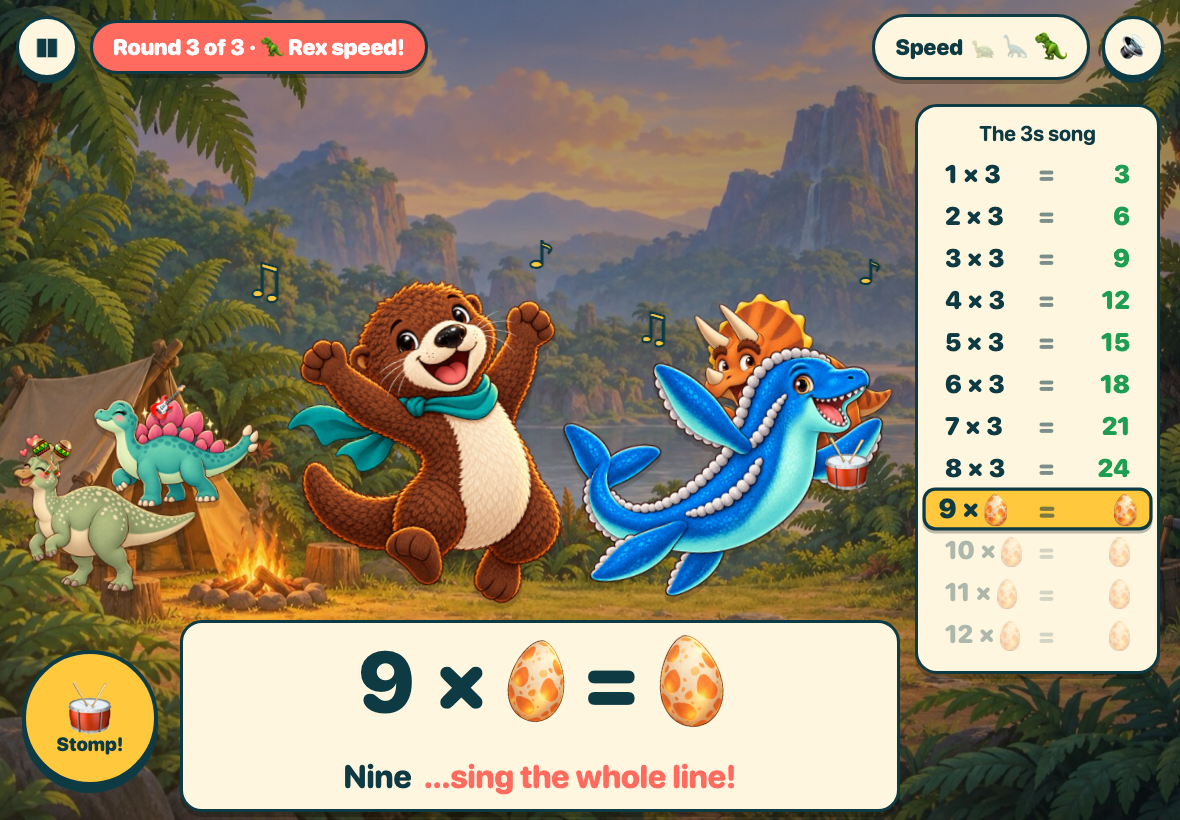 Round 3 of 3 · Rex speed!
Speed
The 3s song
1 × 3 = 3
2 × 3 = 6
3 × 3 = 9
4 × 3 = 12
5 × 3 = 15
6 × 3 = 18
7 × 3 = 21
8 × 3 = 24
9 × =
10 × =
11 × =
12 × =
9 × =
Nine ...sing the whole line!
Stomp!